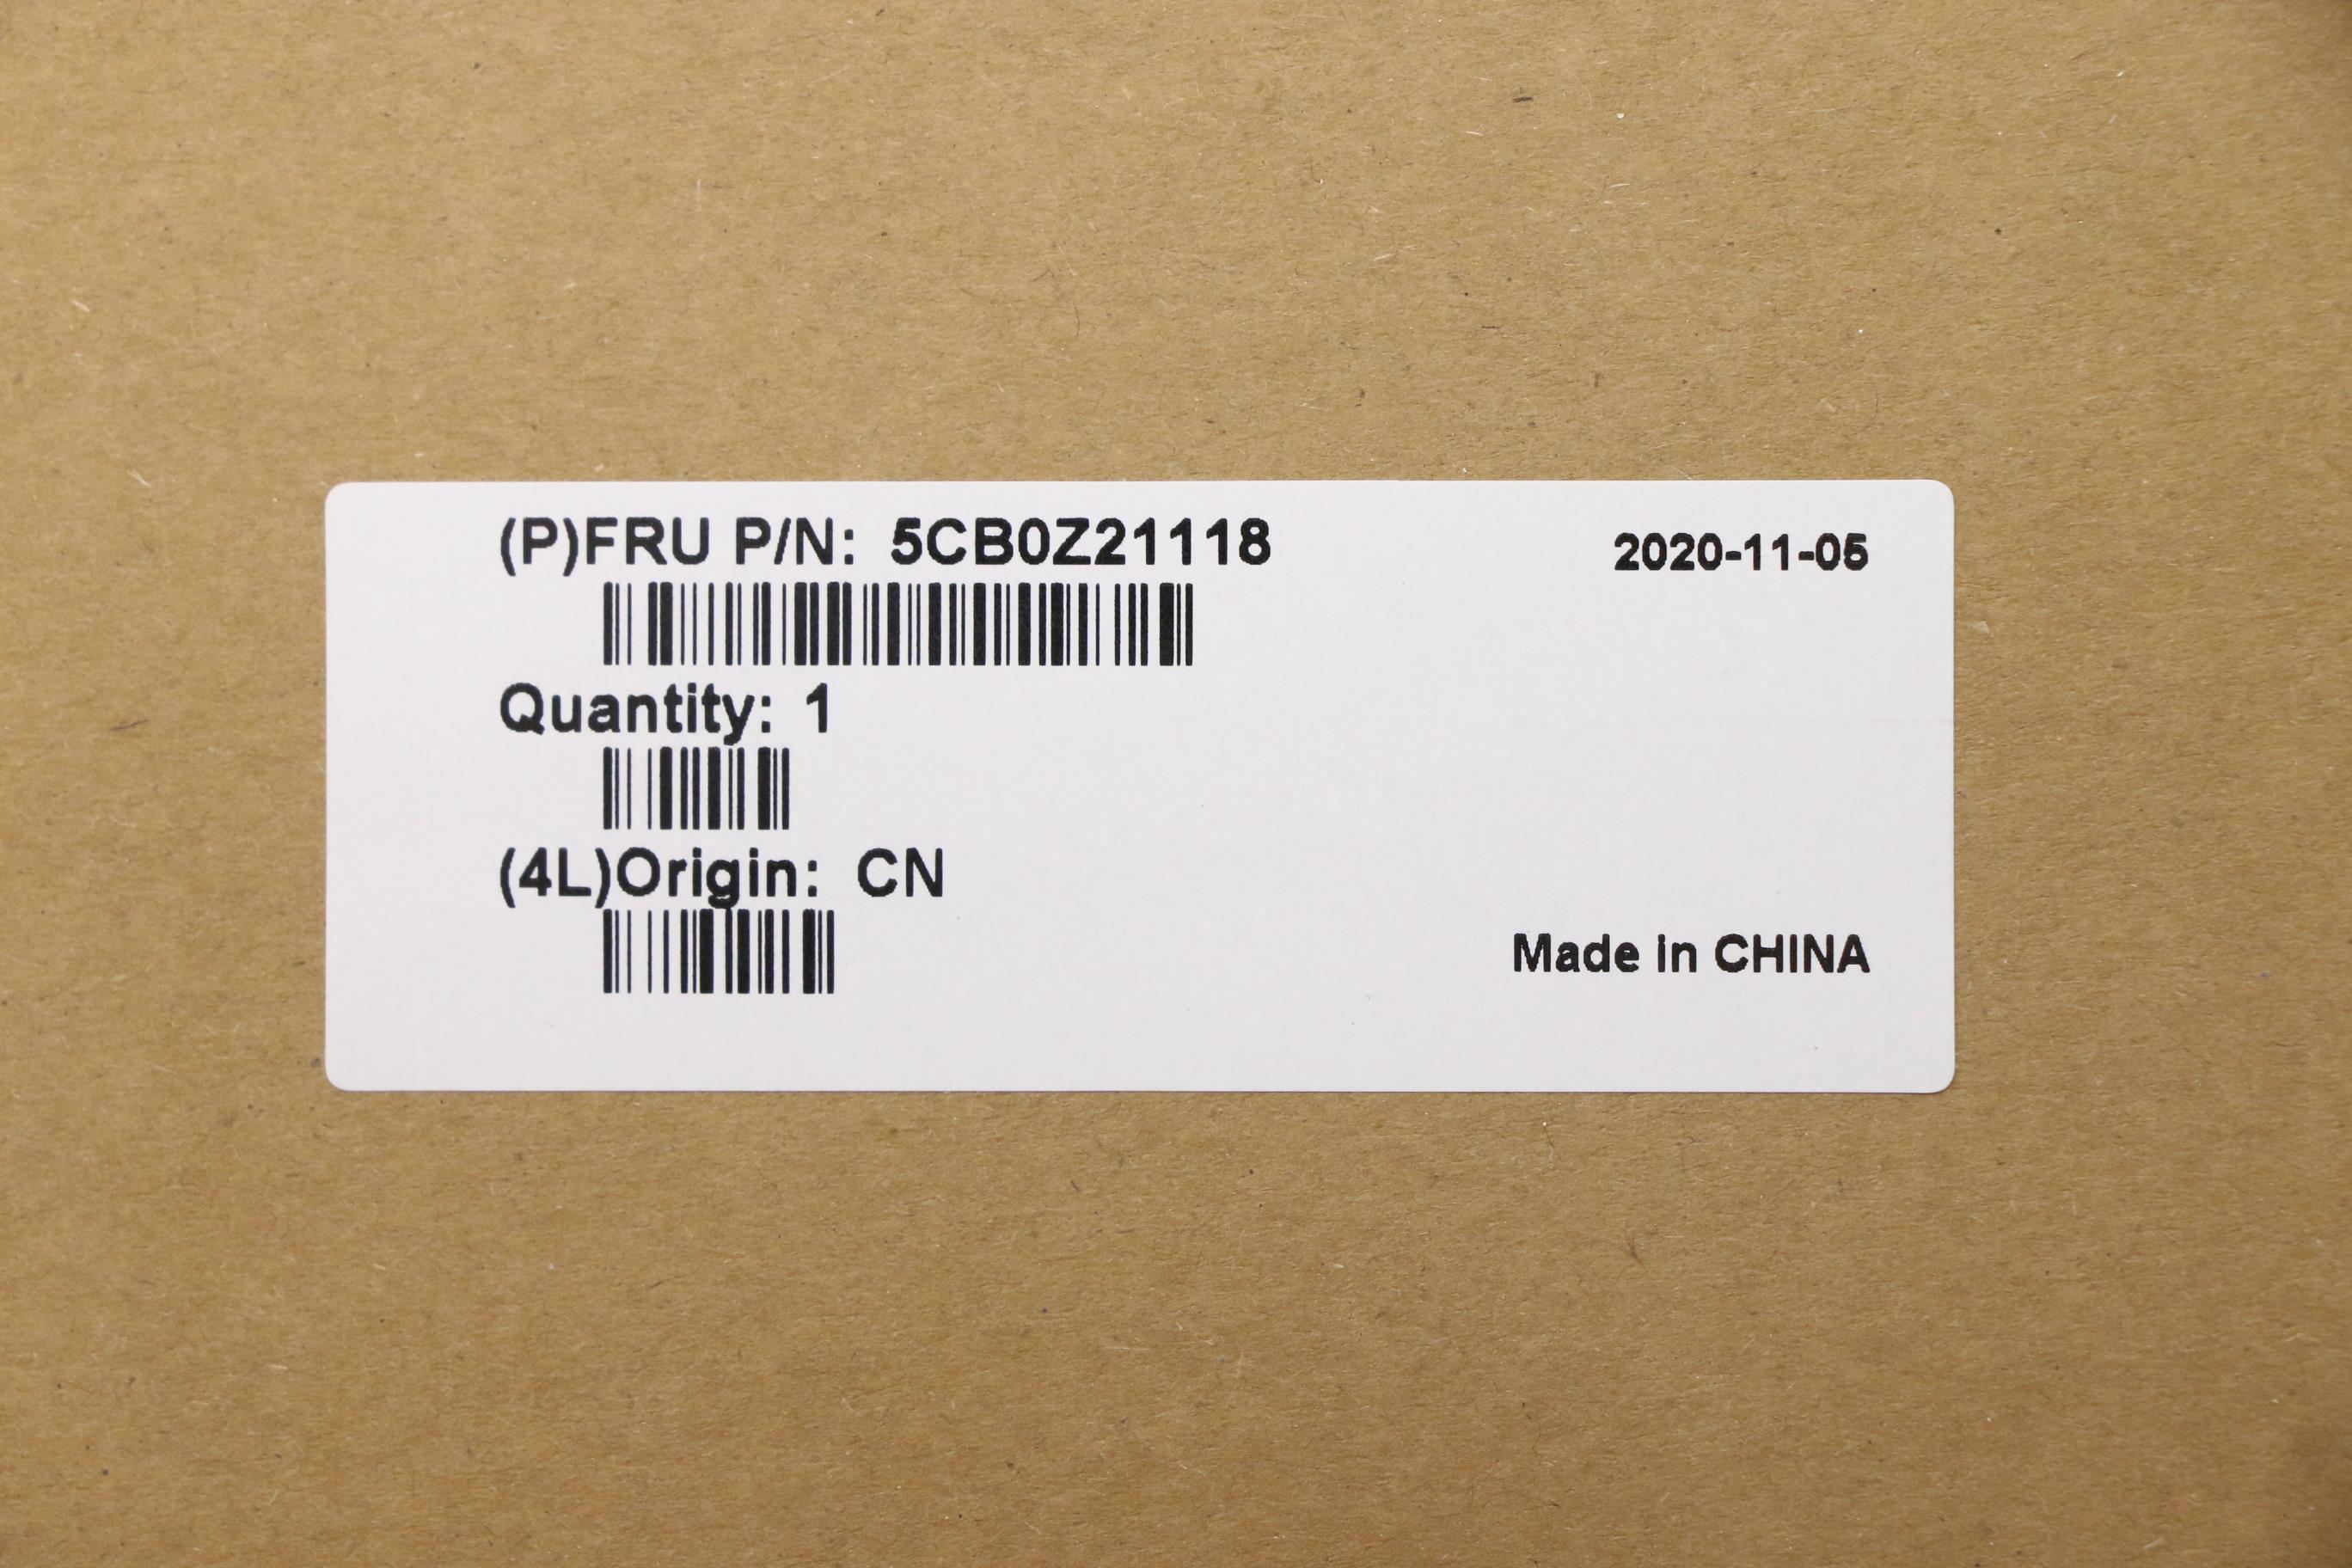 (P)FRU P/N: 5CB0Z21118
2020-11-05
Quantity: 1
(4L)Origin: CN
Made in CHINA